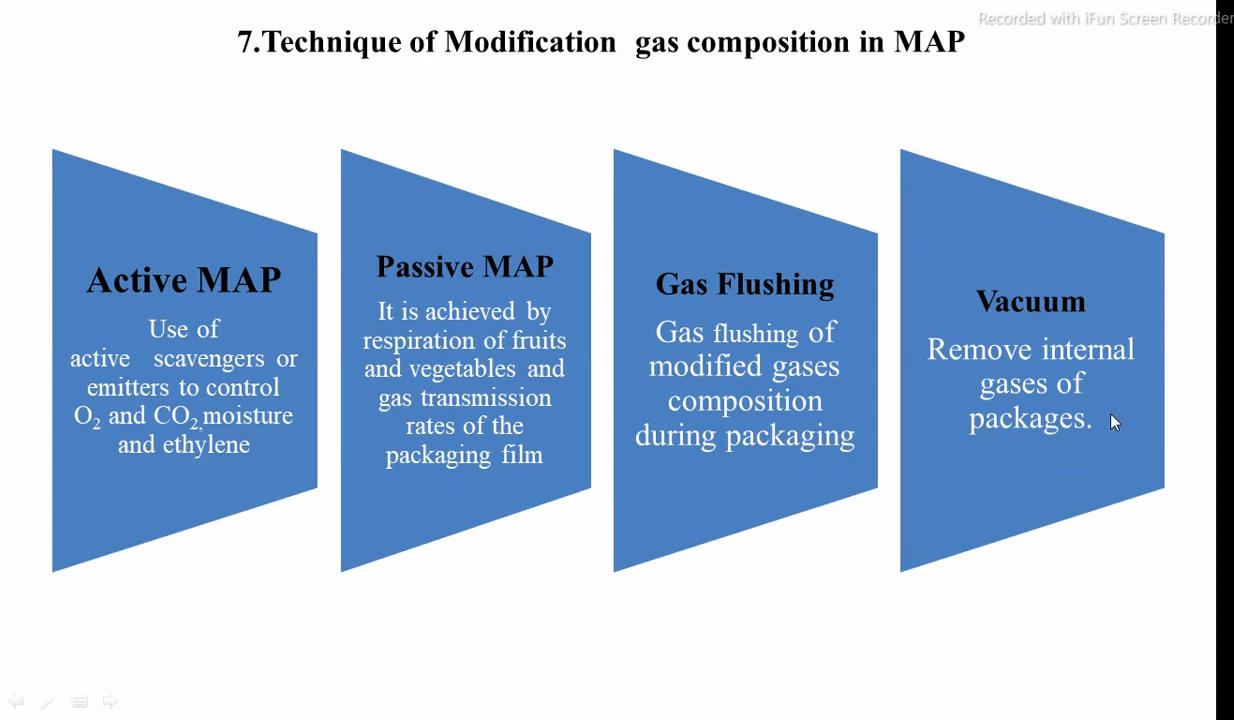 Recorded with iFun Screen Recorder
7.Technique of Modification gas composition in MAP
Active MAP
Use of
active scavengers or
emitters to control
O₂ and CO₂,moisture
and ethylene
Passive MAP
It is achieved by
respiration of fruits
and vegetables and
gas transmission
rates of the
packaging film
Gas Flushing
Gas flushing of
modified gases
composition
during packaging
Vacuum
Remove internal
gases of
packages.